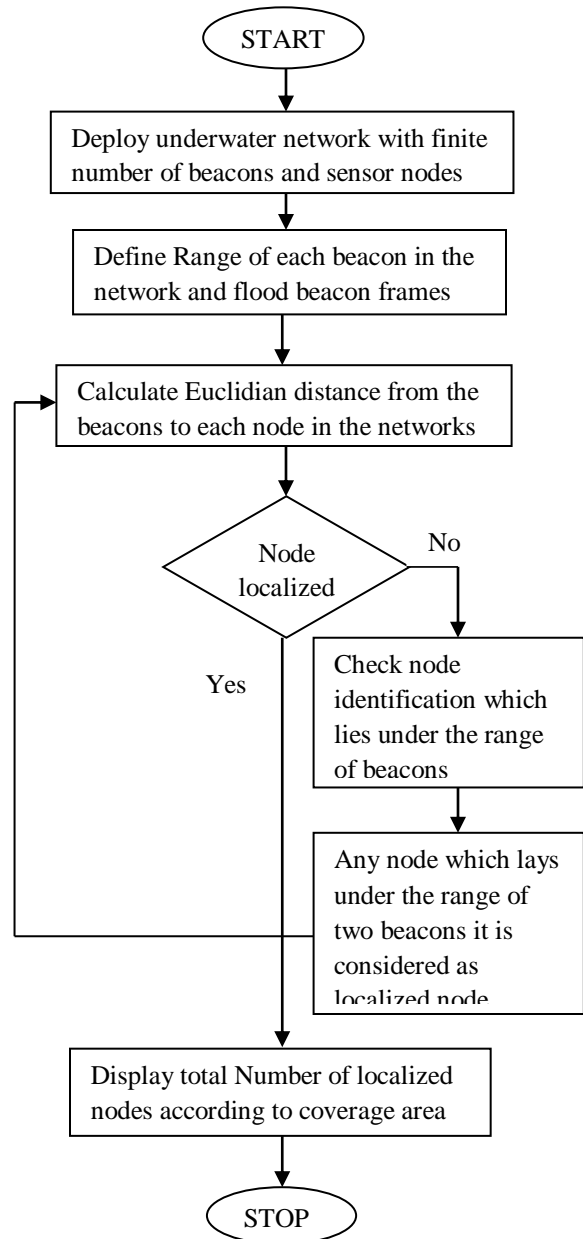 START
Deploy underwater network with finite
number of beacons and sensor nodes
Define Range of each beacon in the
network and flood beacon frames
Calculate Euclidian distance from the
beacons to each node in the networks
Node
localized
No
Check node
identification which
lies under the range
of beacons
Yes
Any node which lays
under the range of
two beacons it is
considered as
localized node
Display total Number of localized
nodes according to coverage area
STOP